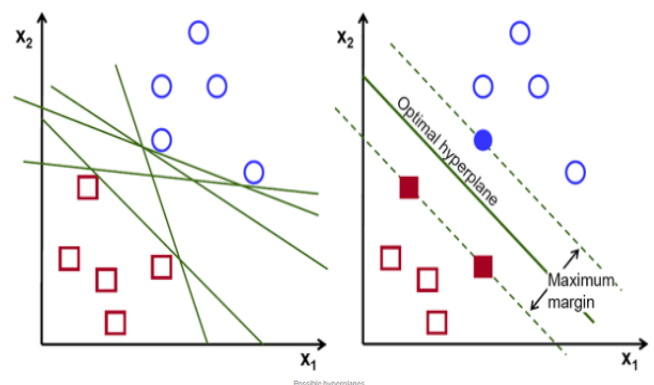 X₂
X₁
X₂
Optimal hyperplane
Maximum
margin
X₁
Possible hyperplanes